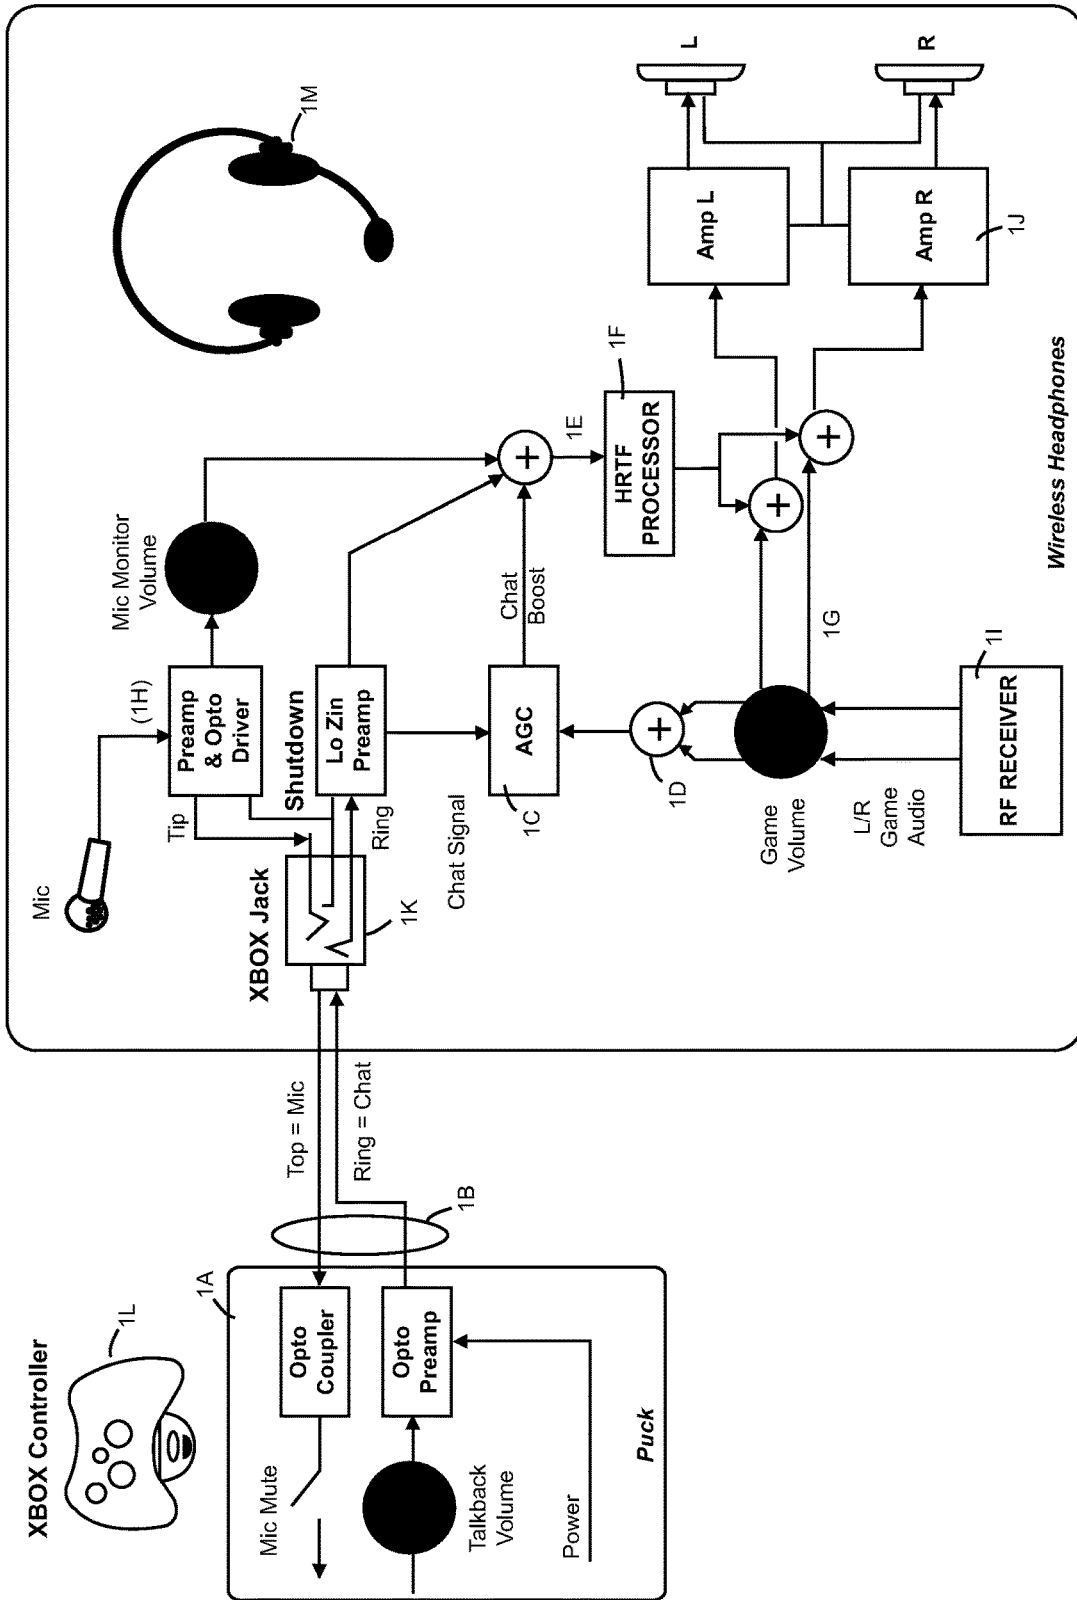 XBOX Controller
1L
1A
Mic Mute
Opto
Coupler
Talkback
Volume
Opto
Preamp
Power
Puck
1B
Top = Mic
Ring = Chat
Mic
XBOX Jack
1K
Tip
(1H)
Preamp
& Opto
Driver
Mic Monitor
Volume
Shutdown
Lo Zin
Preamp
Ring
Chat Signal
1C
AGC
Chat
Boost
+
1E
1D
+
Game
Volume
L/R
Game
Audio
1G
RF RECEIVER
1I
HRTF
PROCESSOR
1F
+
+
1M
Amp L
L
Amp R
R
1J
Wireless Headphones